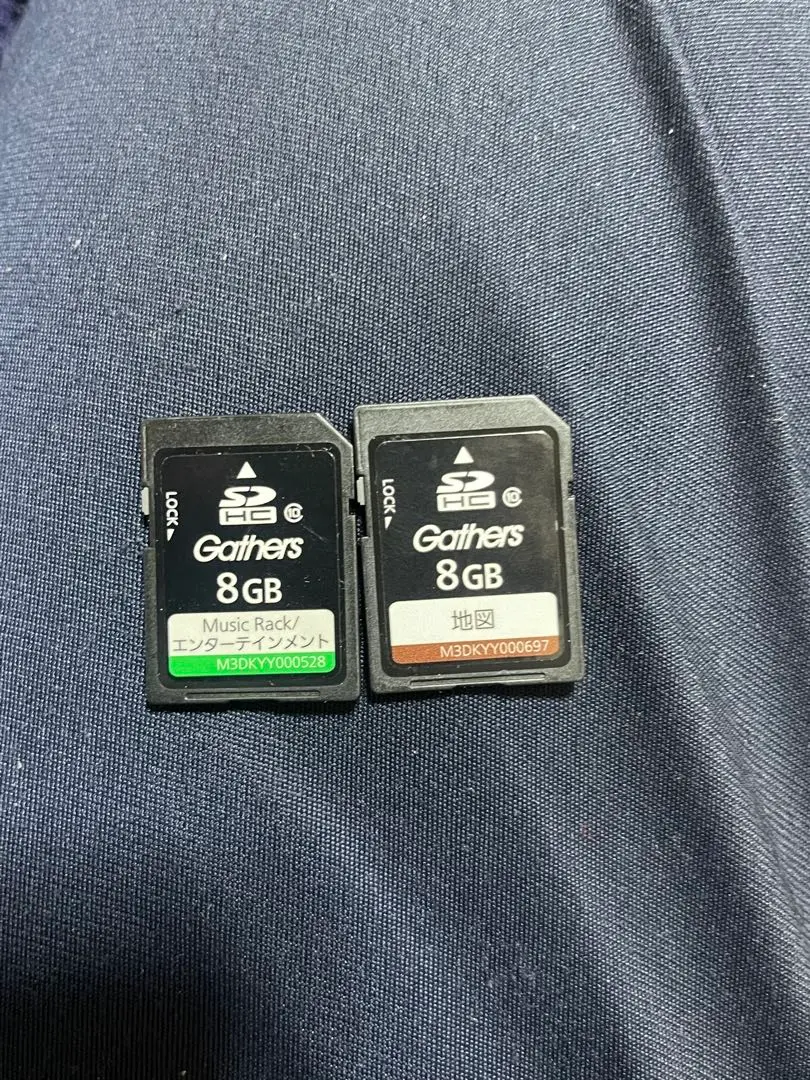 LOCK
SD
HC
10
Gathers
8GB
Music Rack/
エンターテインメント
M3DKYY000528
LOCK
SD
HC
10
Gathers
8GB
地図
M3DKYY000697